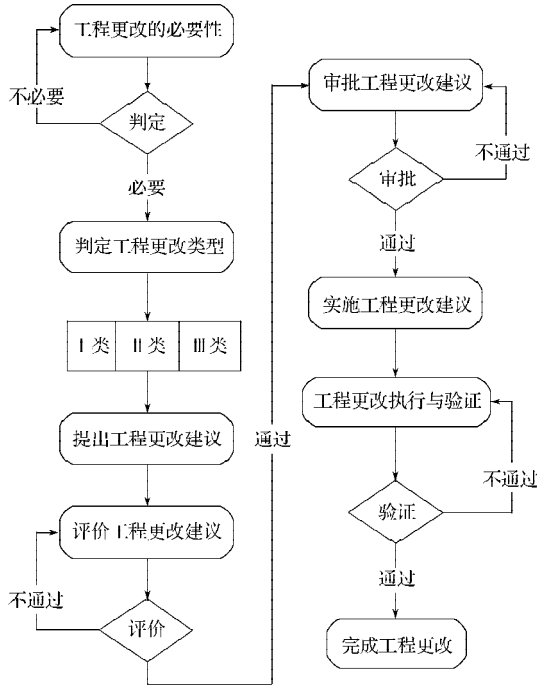 工程更改的必要性
不必要
判定
必要
判定工程更改类型
Ⅰ类 Ⅱ类 Ⅲ类
提出工程更改建议
评价工程更改建议
不通过
评价
通过
审批工程更改建议
不通过
审批
通过
实施工程更改建议
工程更改执行与验证
不通过
验证
通过
完成工程更改